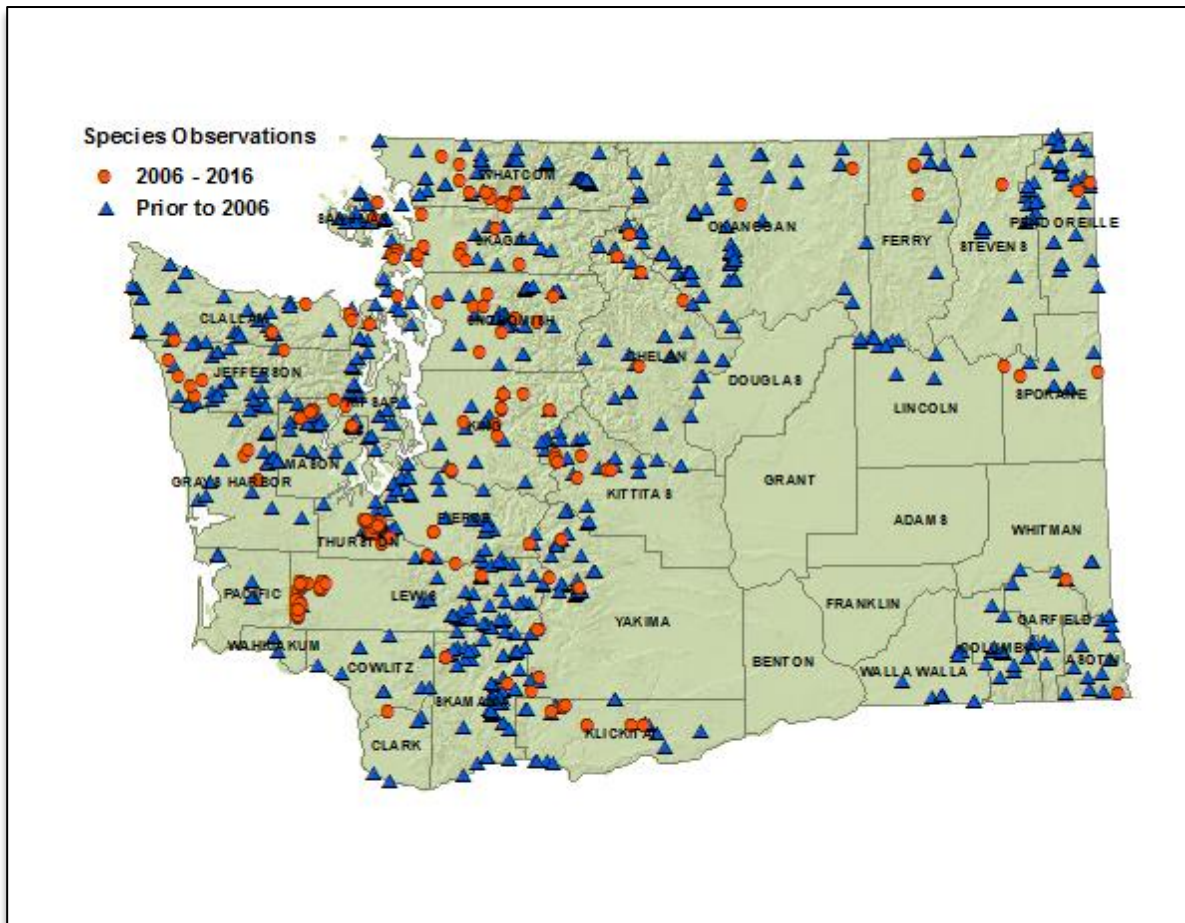 Species Observations
2006 - 2016
Prior to 2006
WHATCOM
SKAGIT
OKANOGAN
FERRY
STEVENS
PEND OREILLE
CLALLAM
SNOHOMISH
JEFFERSON
CHELAN
DOUGLAS
KITSAP
LINCOLN
SPOKANE
KING
MASON
GRAYS HARBOR
KITTITAS
GRANT
ADAMS
WHITMAN
PIERCE
THURSTON
PACIFIC
LEWIS
YAKIMA
FRANKLIN
GARFIELD
WAHKIAKUM
COWLITZ
BENTON
WALLA WALLA
COLUMBIA
ASOTIN
SKAMANIA
CLARK
KLICKITAT